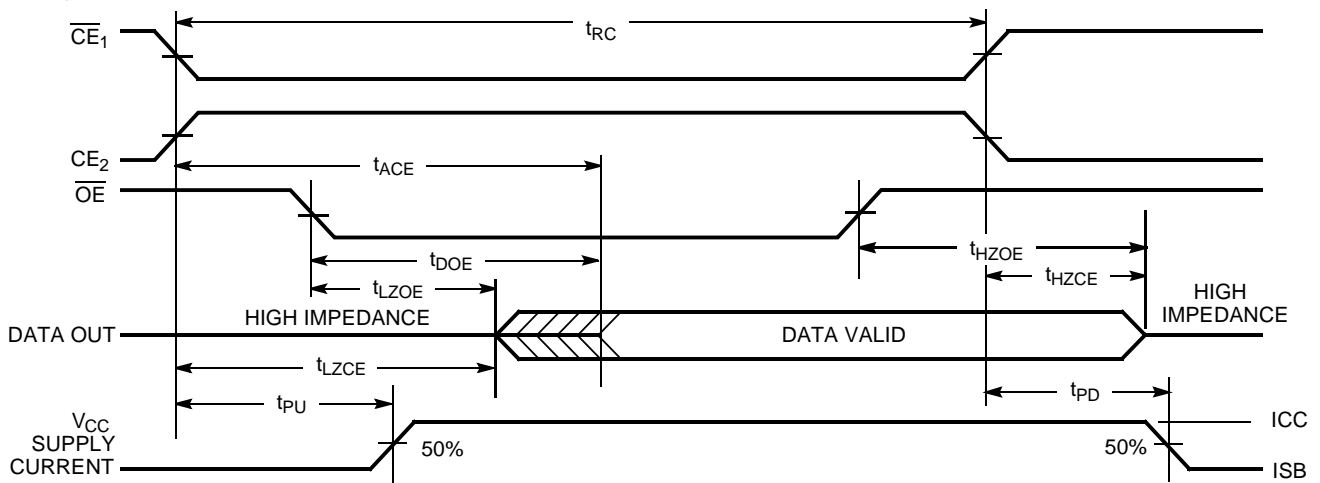 tRC
CE1
CE2
tACE
OE
tHZOE
tDOE
tHZCE
tLZOE
HIGH IMPEDANCE
HIGH
IMPEDANCE
DATA OUT
DATA VALID
tLZCE
tPU
tPD
VCC
SUPPLY
CURRENT
50%
50%
ICC
ISB